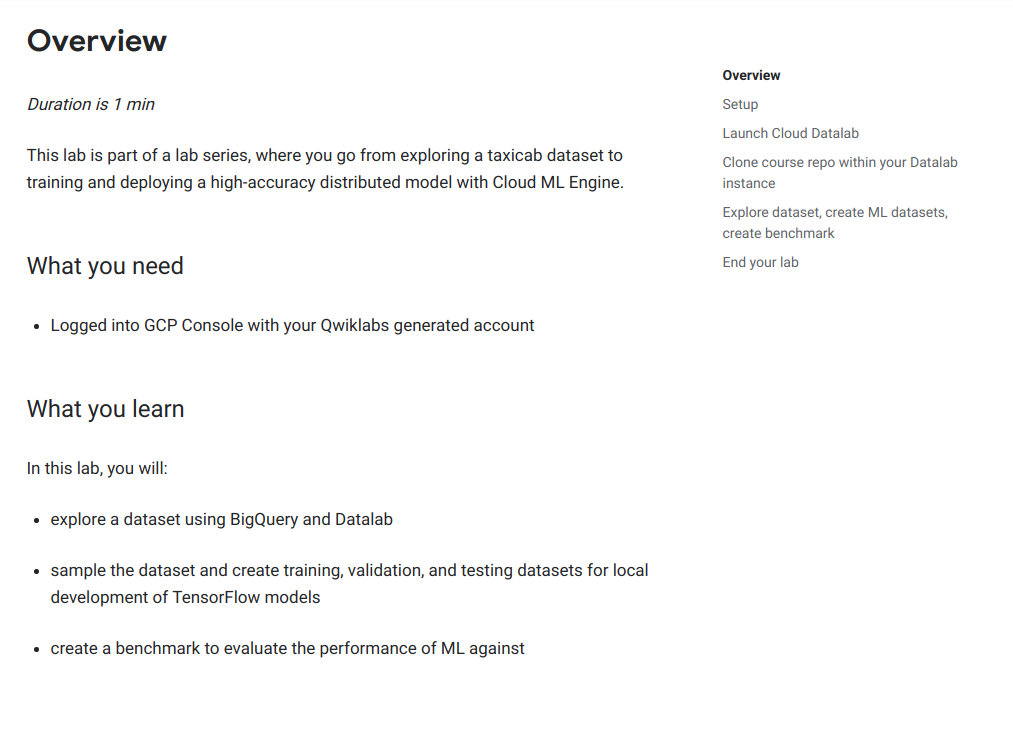 Overview
Duration is 1 min
This lab is part of a lab series, where you go from exploring a taxicab dataset to
training and deploying a high-accuracy distributed model with Cloud ML Engine.
What you need
• Logged into GCP Console with your Qwiklabs generated account
What you learn
In this lab, you will:
• explore a dataset using BigQuery and Datalab
• sample the dataset and create training, validation, and testing datasets for local
development of TensorFlow models
• create a benchmark to evaluate the performance of ML against
Overview
Setup
Launch Cloud Datalab
Clone course repo within your Datalab
instance
Explore dataset, create ML datasets,
create benchmark
End your lab